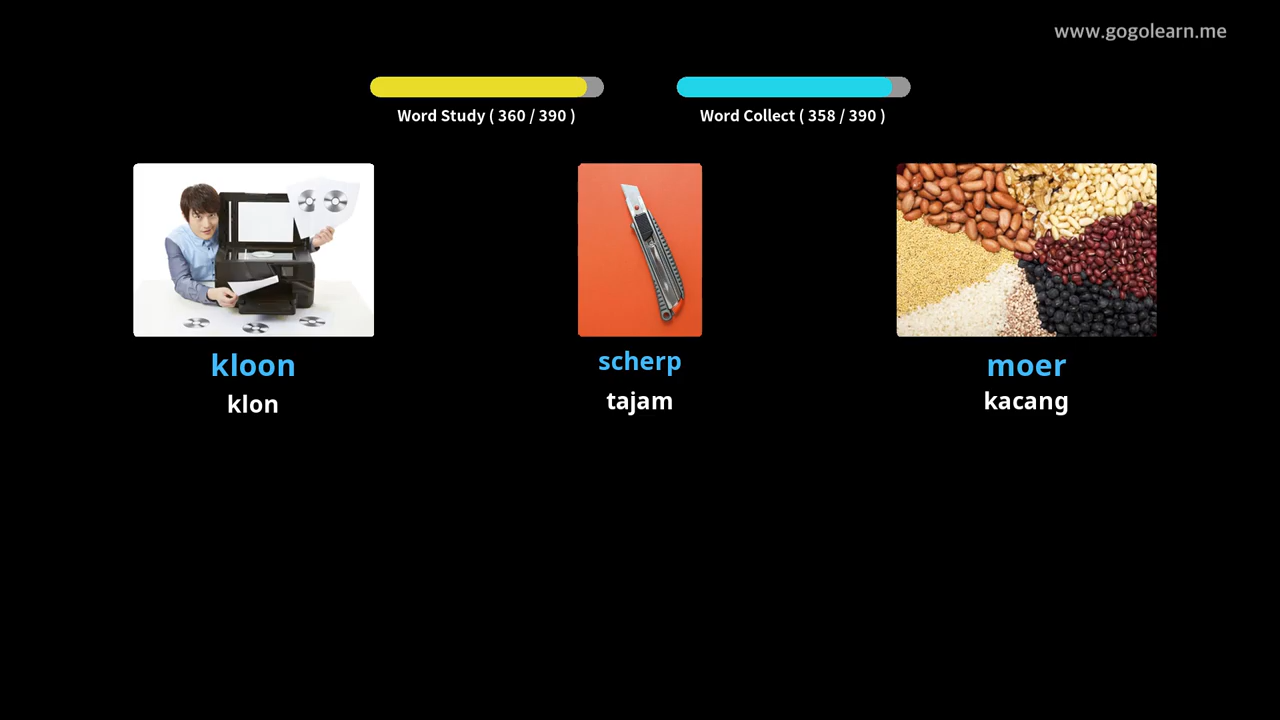 www.gogolearn.me
Word Study ( 360 / 390 )
Word Collect ( 358 / 390 )
kloon
klon
scherp
tajam
moer
kacang